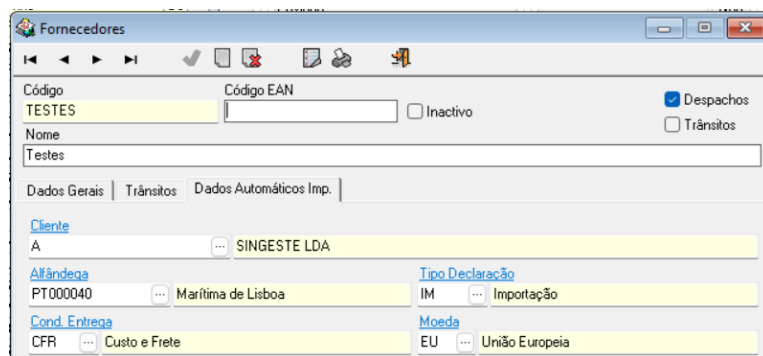 Fornecedores
Código Código EAN
TESTES Inactivo Despachos
Trânsitos
Nome
Testes
Dados Gerais Trânsitos Dados Automáticos Imp.
Cliente
A ... SINGESTE LDA
Alfândega Tipo Declaração
PT000040 ... Marítima de Lisboa IM ... Importação
Cond. Entrega Moeda
CFR ... Custo e Frete EU ... União Europeia